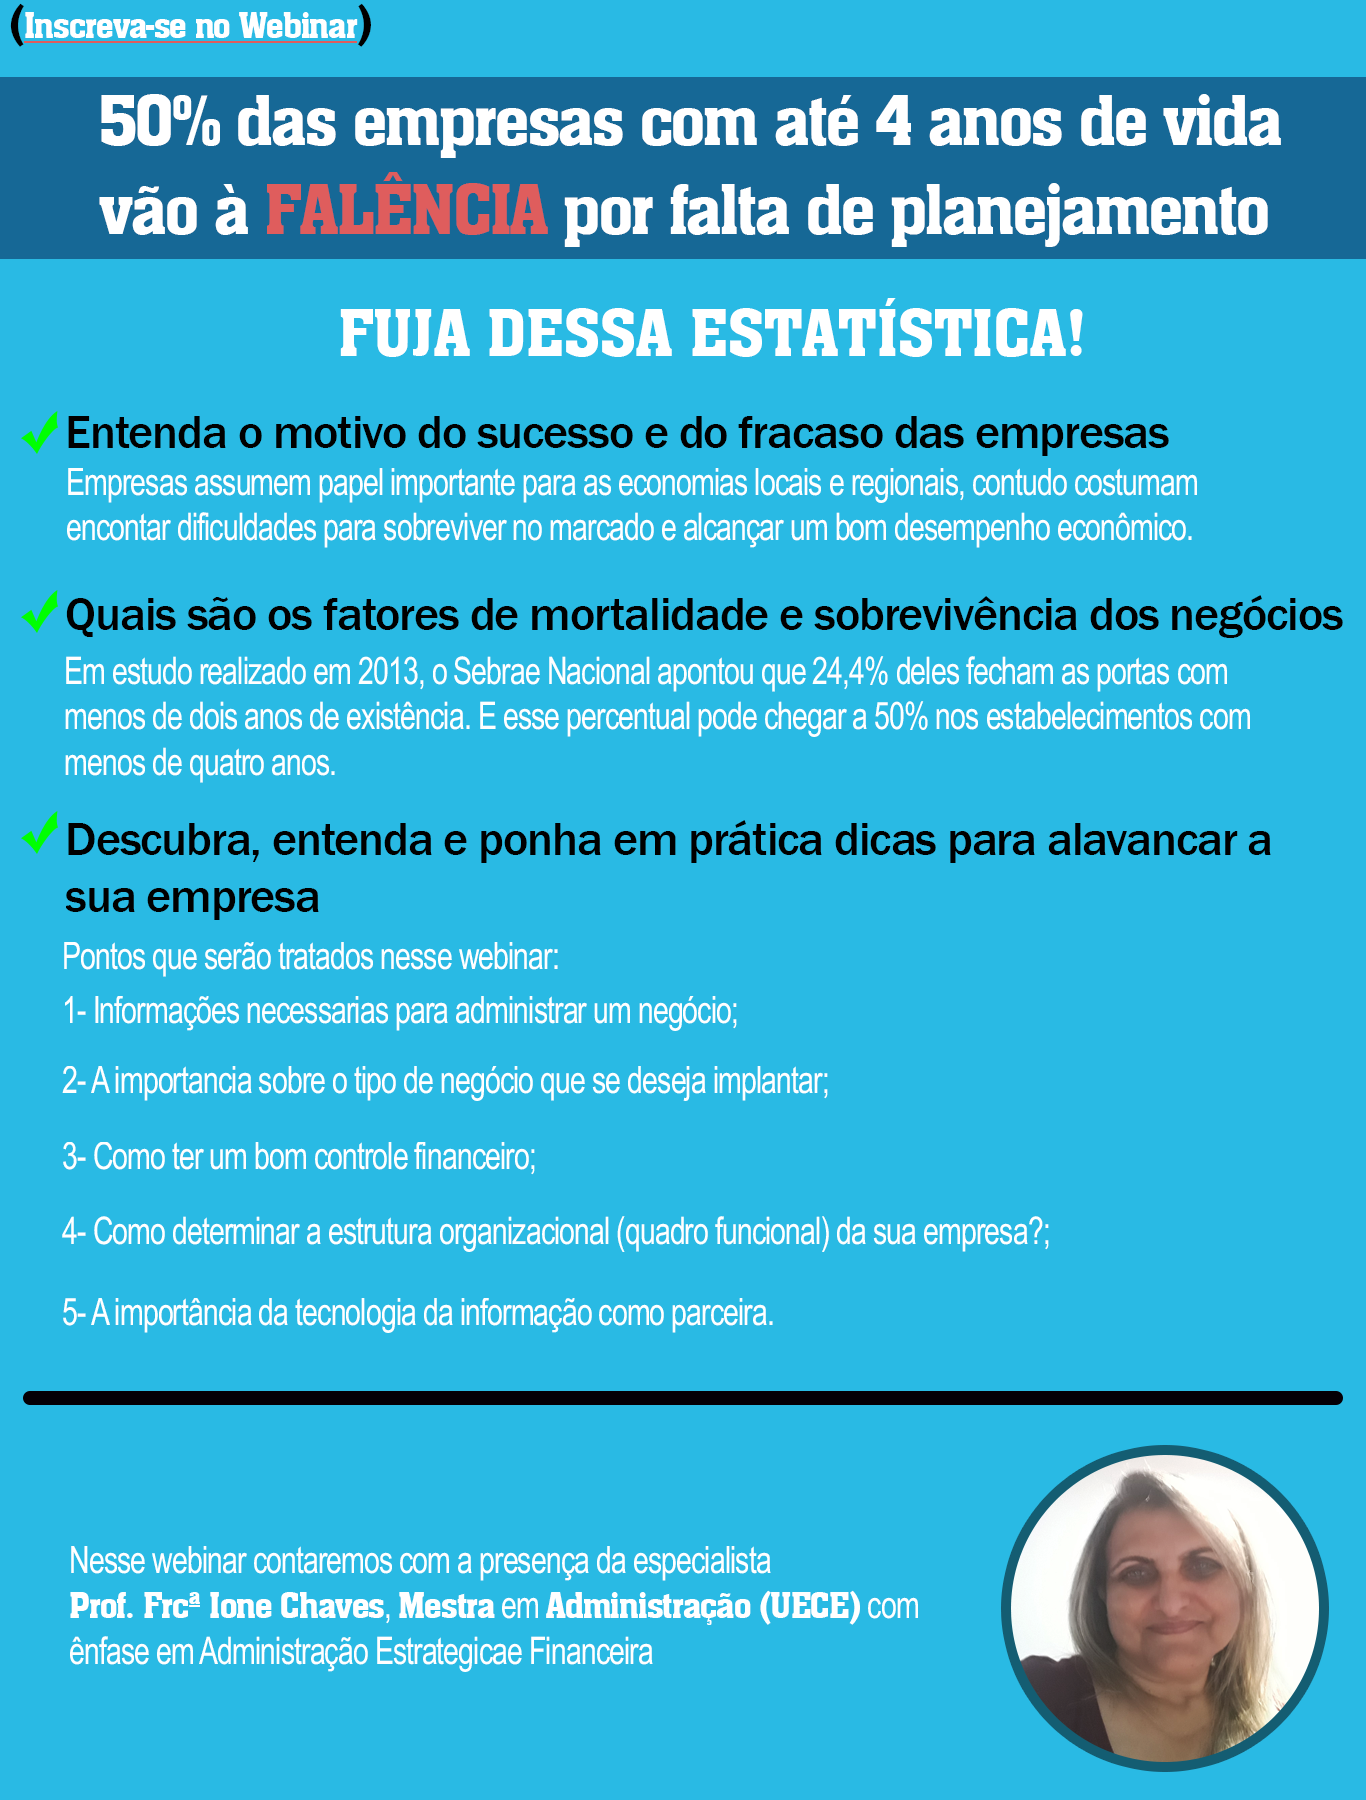 (Inscreva-se no Webinar)
50% das empresas com até 4 anos de vida
vão à FALÊNCIA por falta de planejamento
FUJA DESSA ESTATÍSTICA!
Entenda o motivo do sucesso e do fracaso das empresas
Empresas assumem papel importante para as economias locais e regionais, contudo costumam
encontar dificuldades para sobreviver no marcado e alcançar um bom desempenho econômico.
Quais são os fatores de mortalidade e sobrevivência dos negócios
Em estudo realizado em 2013, o Sebrae Nacional apontou que 24,4% deles fecham as portas com
menos de dois anos de existência. E esse percentual pode chegar a 50% nos estabelecimentos com
menos de quatro anos.
Descubra, entenda e ponha em prática dicas para alavancar a
sua empresa
Pontos que serão tratados nesse webinar:
1- Informações necessarias para administrar um negócio;
2- A importancia sobre o tipo de negócio que se deseja implantar;
3- Como ter um bom controle financeiro;
4- Como determinar a estrutura organizacional (quadro funcional) da sua empresa?;
5- A importância da tecnologia da informação como parceira.
Nesse webinar contaremos com a presença da especialista
Prof. Frcª Ione Chaves, Mestra em Administração (UECE) com
ênfase em Administração Estrategicae Financeira